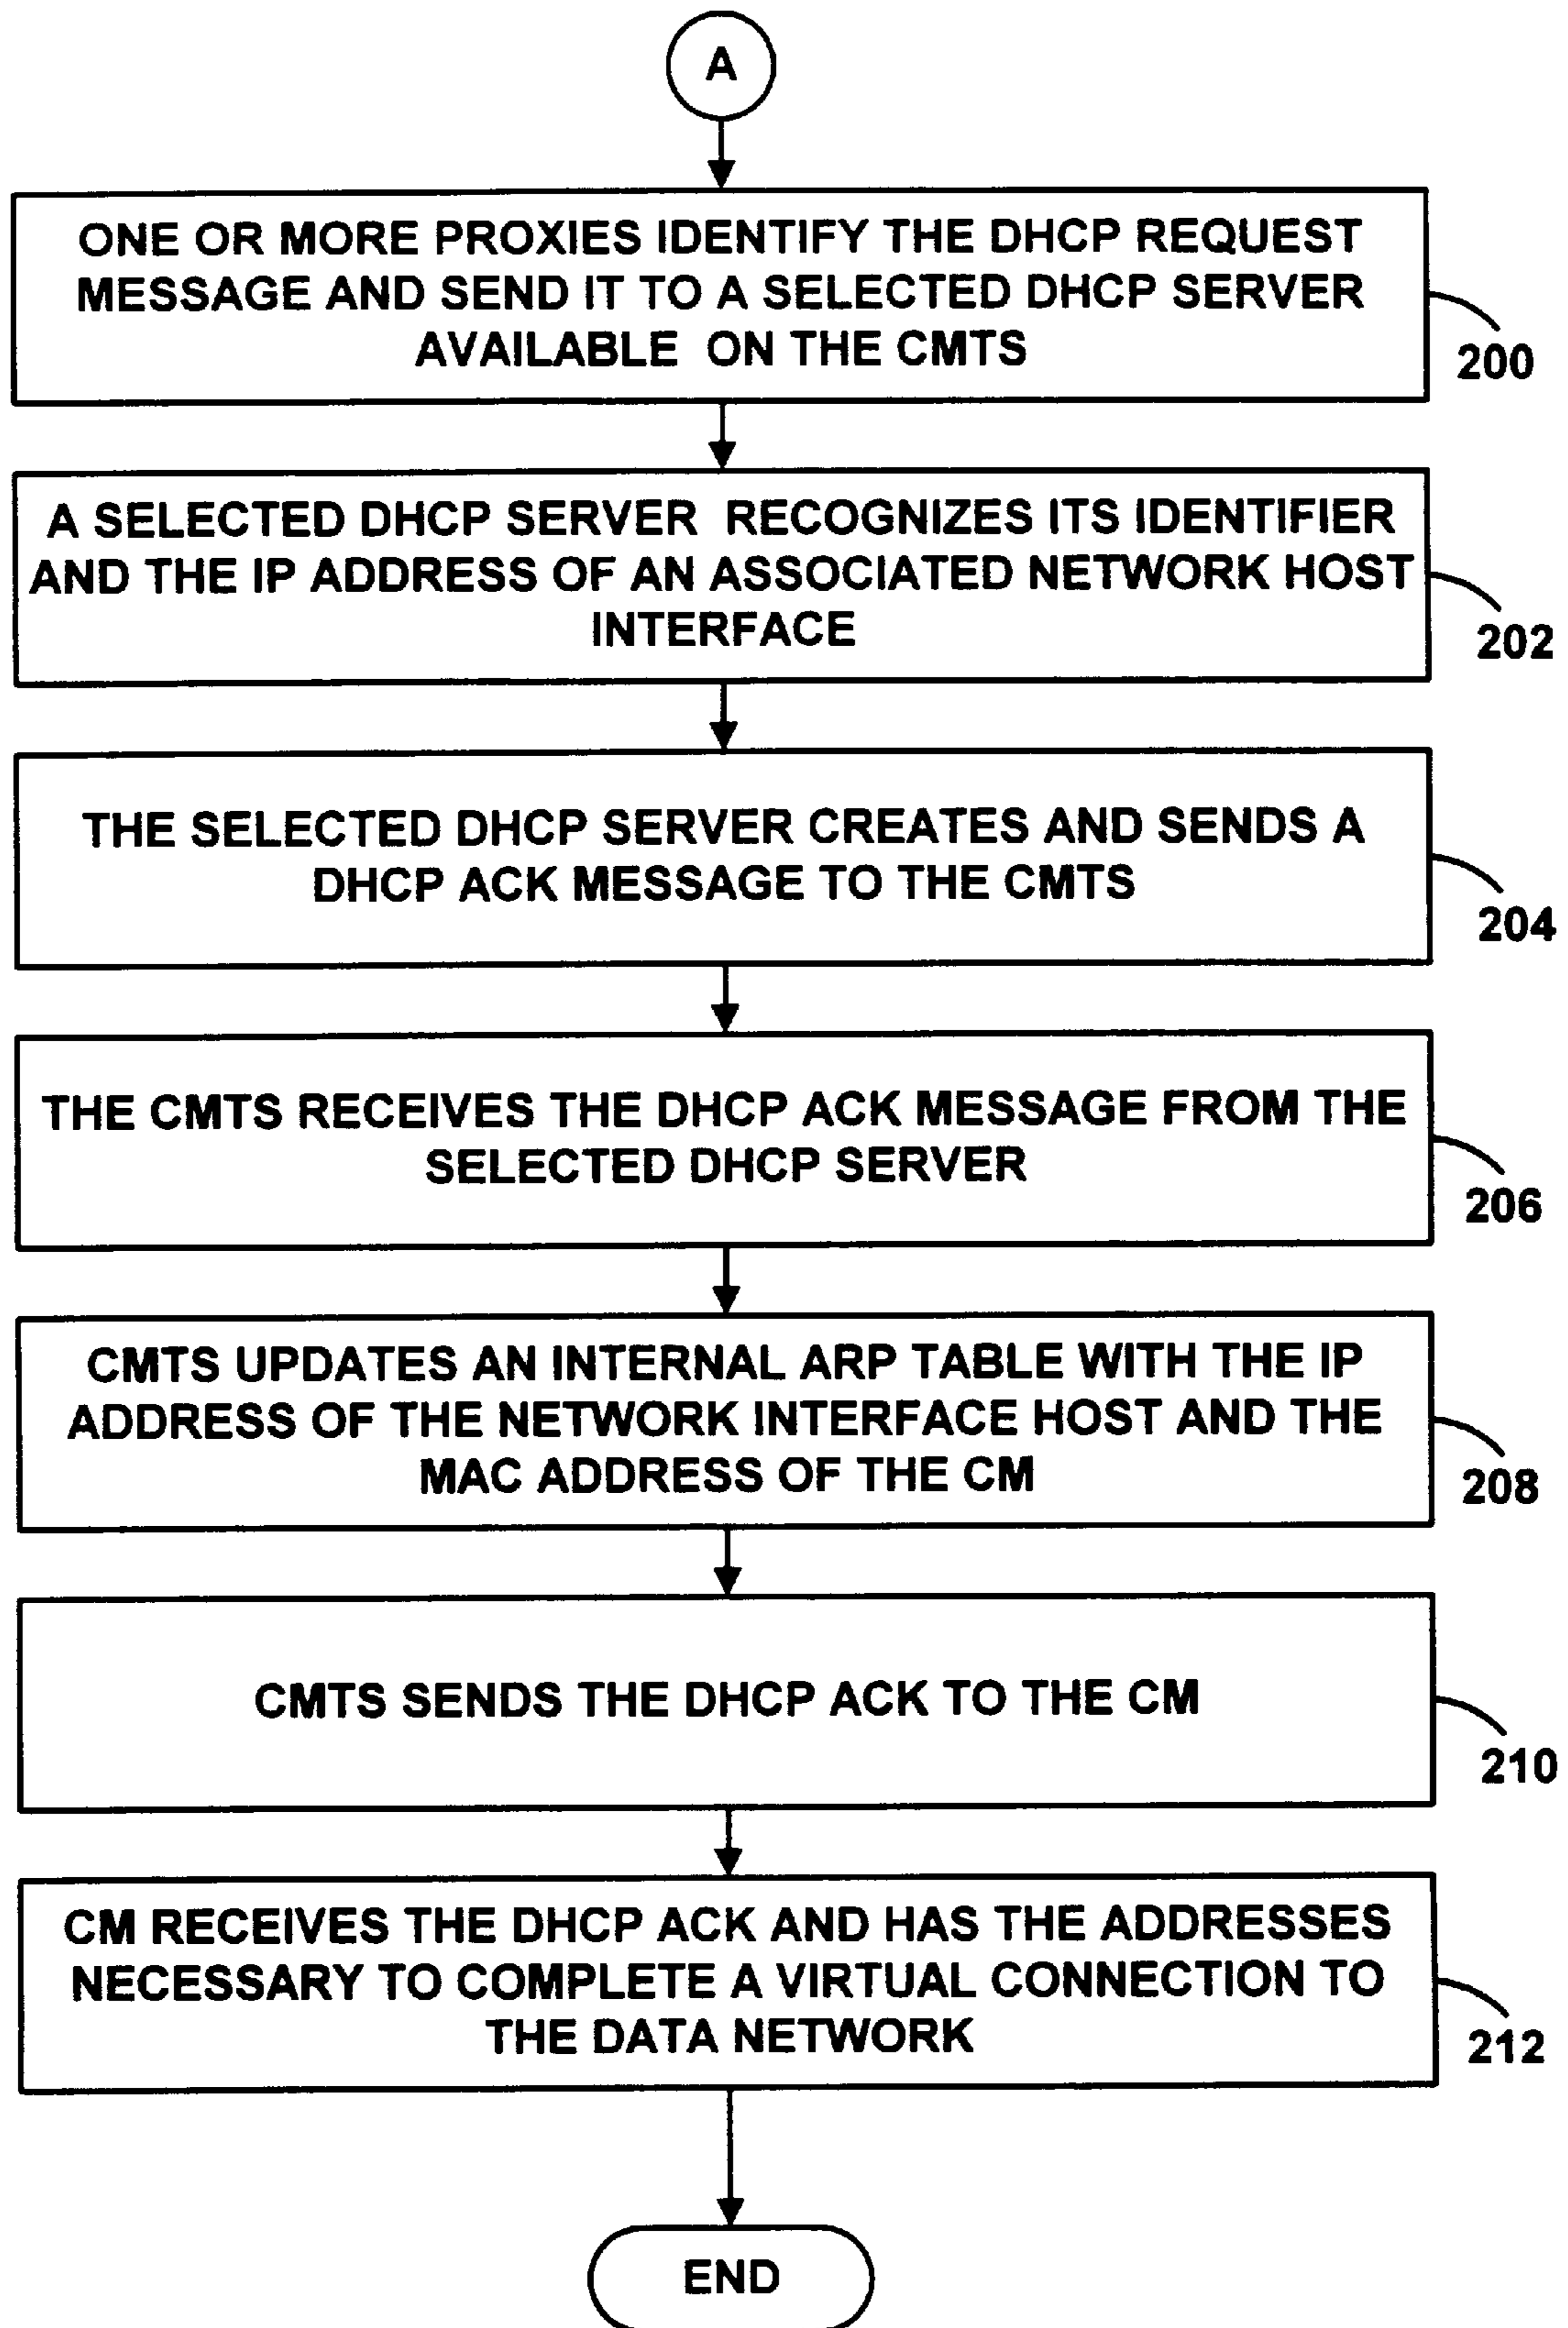 A
ONE OR MORE PROXIES IDENTIFY THE DHCP REQUEST
MESSAGE AND SEND IT TO A SELECTED DHCP SERVER
AVAILABLE ON THE CMTS
200
A SELECTED DHCP SERVER RECOGNIZES ITS IDENTIFIER
AND THE IP ADDRESS OF AN ASSOCIATED NETWORK HOST
INTERFACE
202
THE SELECTED DHCP SERVER CREATES AND SENDS A
DHCP ACK MESSAGE TO THE CMTS
204
THE CMTS RECEIVES THE DHCP ACK MESSAGE FROM THE
SELECTED DHCP SERVER
206
CMTS UPDATES AN INTERNAL ARP TABLE WITH THE IP
ADDRESS OF THE NETWORK INTERFACE HOST AND THE
MAC ADDRESS OF THE CM
208
CMTS SENDS THE DHCP ACK TO THE CM
210
CM RECEIVES THE DHCP ACK AND HAS THE ADDRESSES
NECESSARY TO COMPLETE A VIRTUAL CONNECTION TO
THE DATA NETWORK
212
END